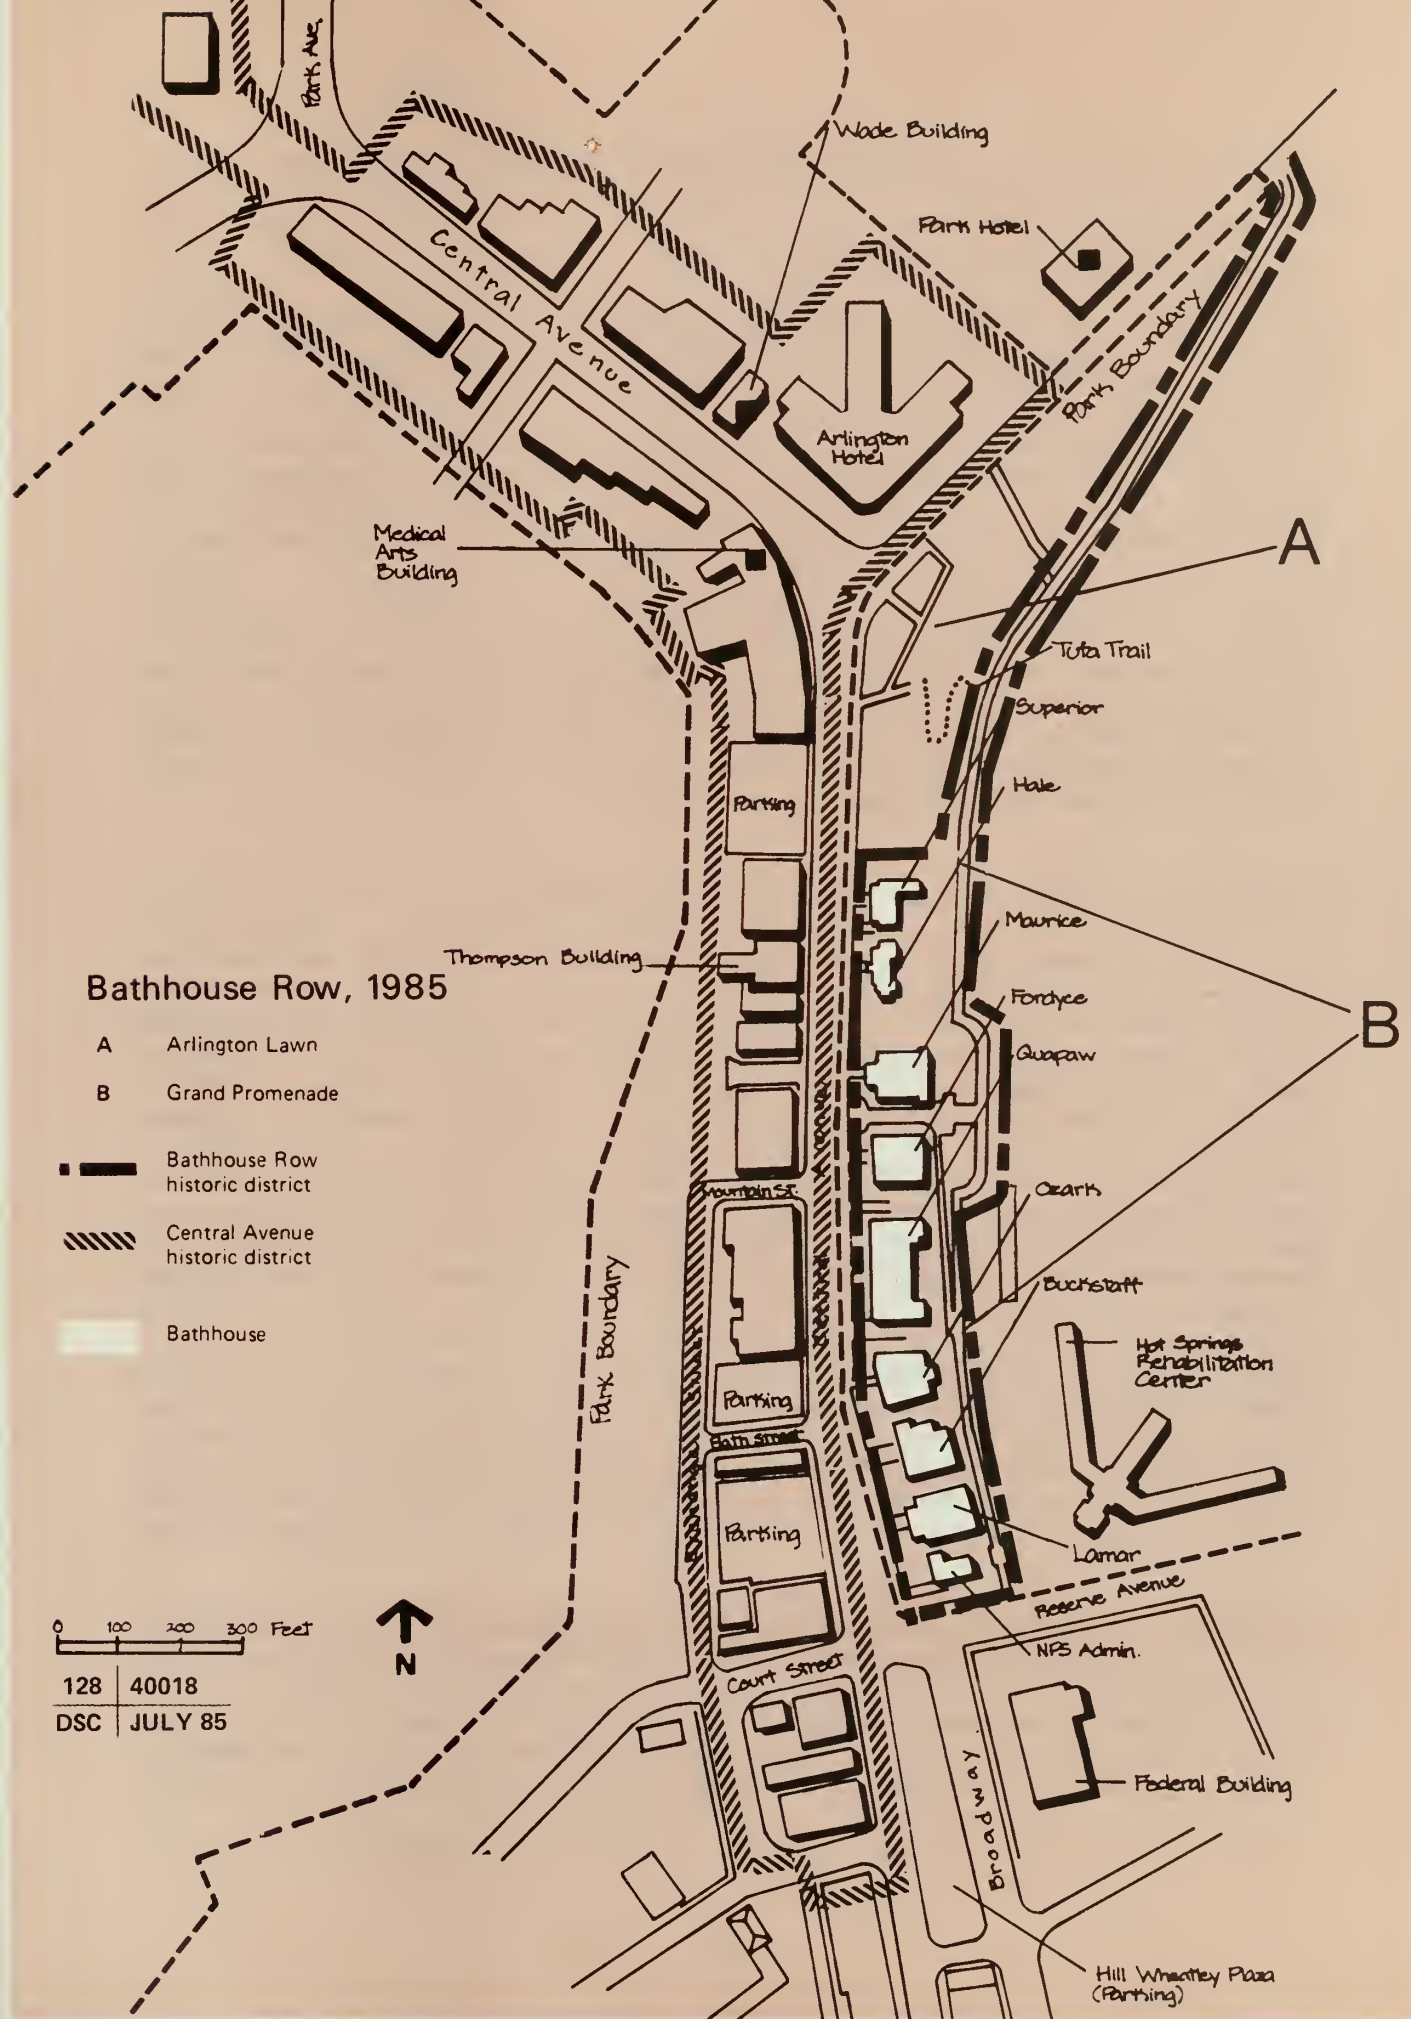 Park Ave.
Wade Building
Park Hotel
Central Avenue
Park Boundary
Arlington
Hotel
Medical
Arts
Building
A
Tufa Trail
Superior
Hale
Parking
Maurice
Thompson Building
Fordyce
B
Quapaw
Bathhouse Row, 1985
A Arlington Lawn
B Grand Promenade
Bathhouse Row
historic district
Central Avenue
historic district
Bathhouse
Mountain St.
Ozark
Buckstaff
Park Boundary
Hot Springs
Rehabilitation
Center
Parking
Bath Street
Parking
Lamar
Reserve Avenue
NPS Admin.
0 100 200 300 Feet
N
128 40018
DSC JULY 85
Court Street
Broadway
Federal Building
Hill Wheatley Plaza
(Parking)